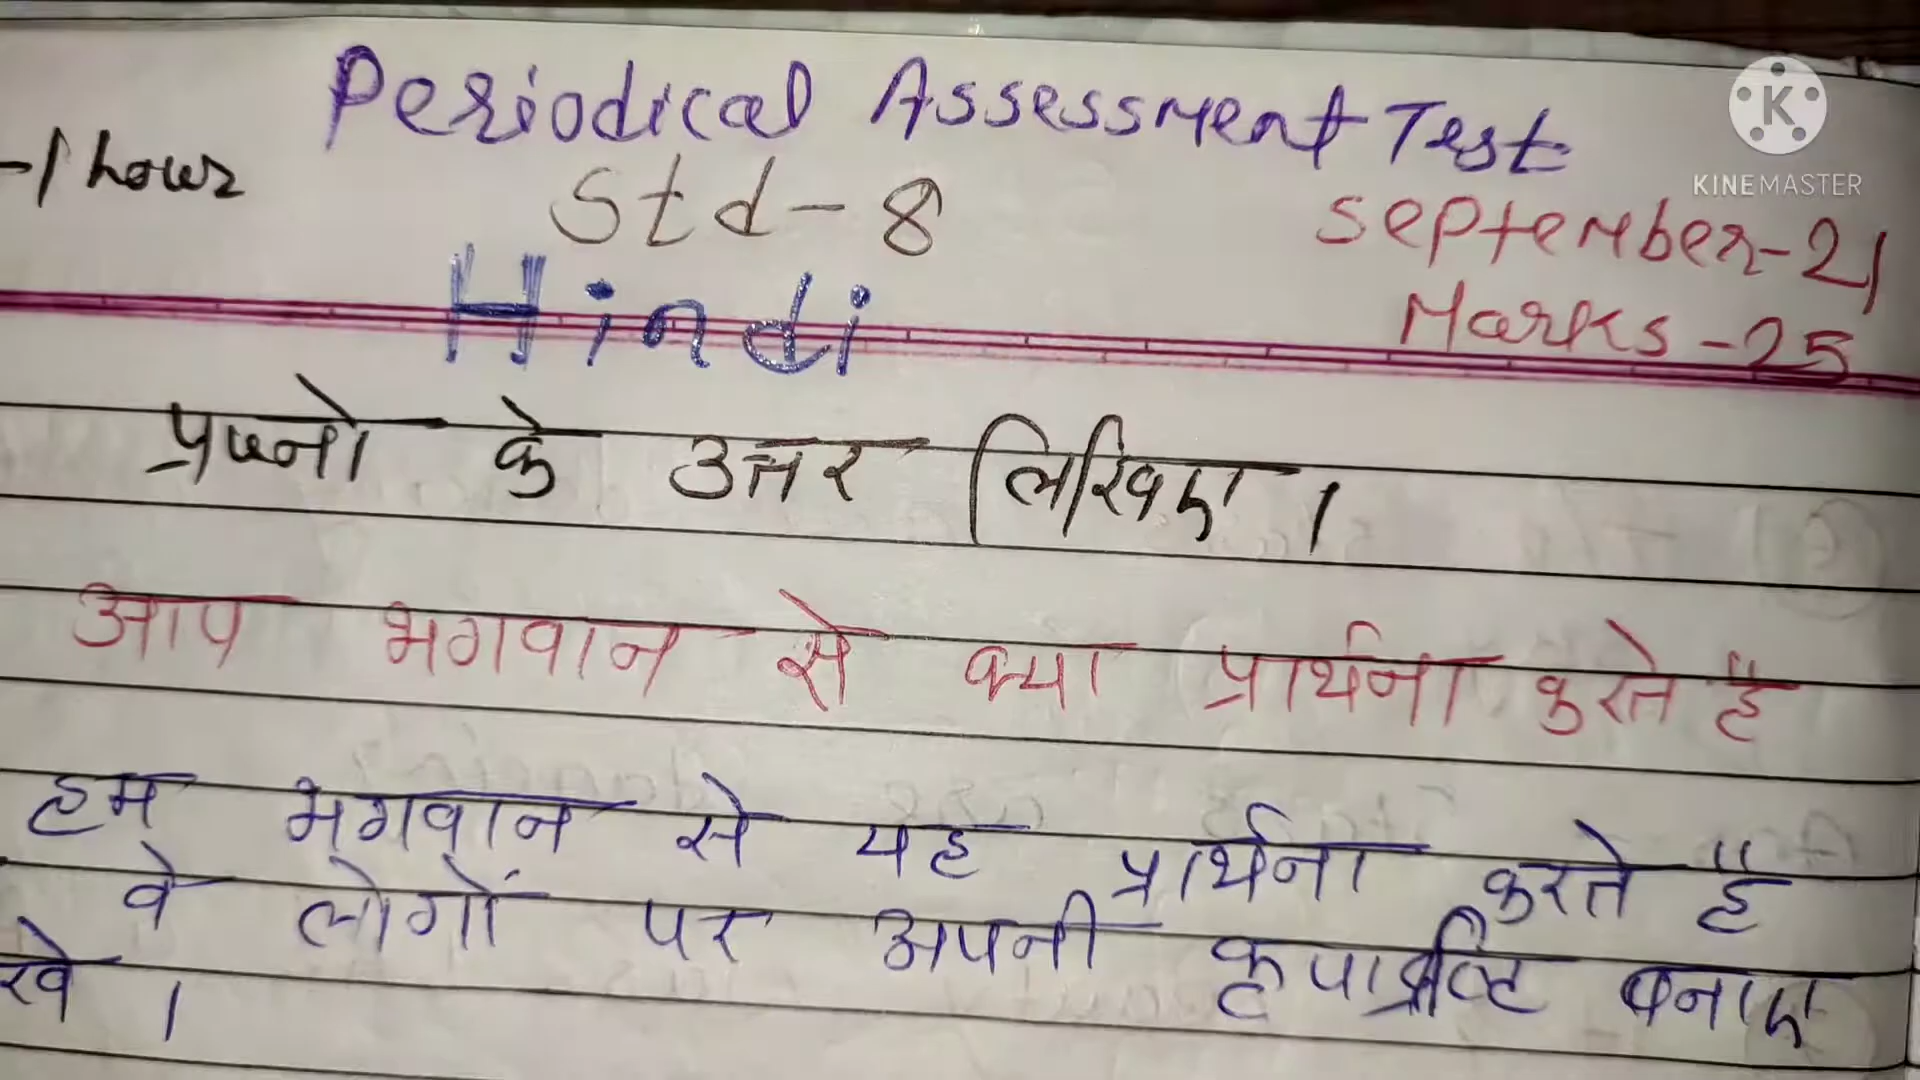 Periodical Assessment Test
-1 hour
Std - 8
September-21
Hindi
Marks - 25
प्रश्नो के उत्तर लिखिए ।
आप भगवान से क्या प्रार्थना करते है
हम भगवान से यह प्रार्थना करते है
वे लोगों पर अपनी कृपाद्रष्टि बनाए
रखे ।
KINEMASTER